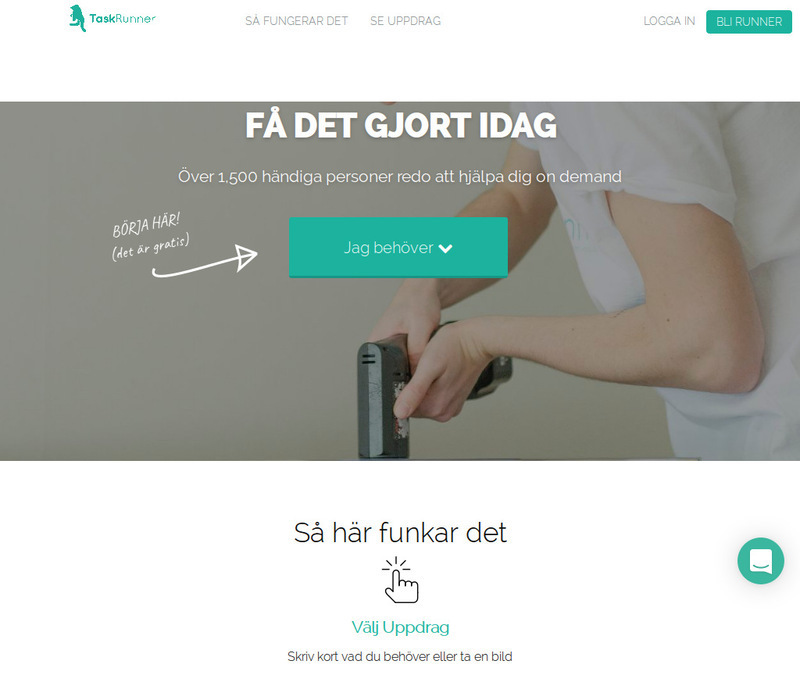 TaskRunner
SÅ FUNGERAR DET
SE UPPDRAG
LOGGA IN
BLI RUNNER
FÅ DET GJORT IDAG
Över 1,500 händiga personer redo att hjälpa dig on demand
BÖRJA HÄR!
(det är gratis)
Jag behöver
Så här funkar det
Välj Uppdrag
Skriv kort vad du behöver eller ta en bild